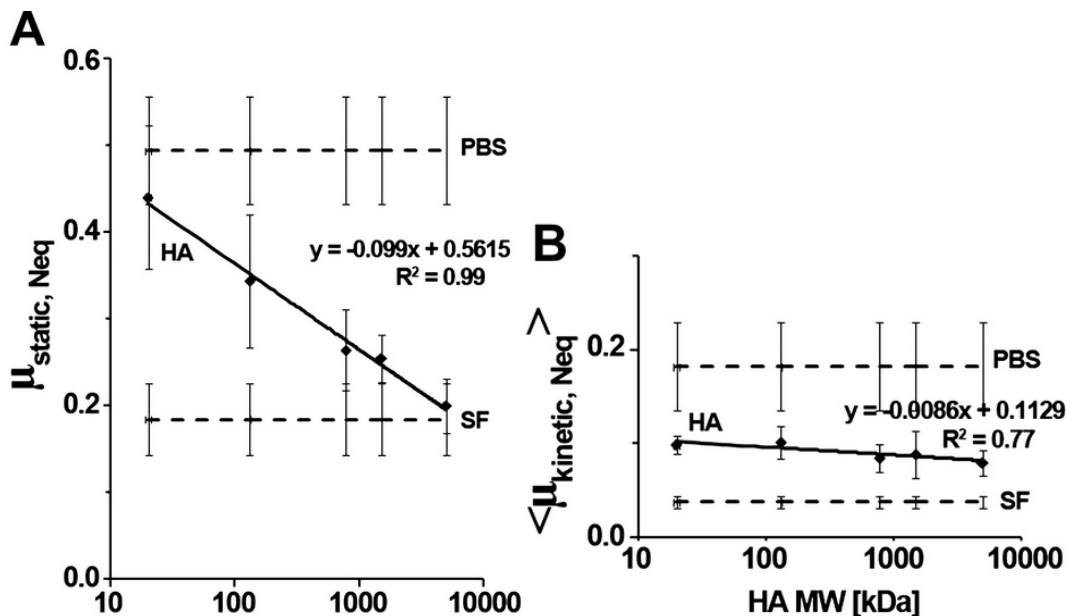 A
0.6
0.4
0.2
0.0
μstatic, Neq
PBS
HA
y = -0.099x + 0.5615
R² = 0.99
SF
10
100
1000
10000
B
0.2
0.0
<μkinetic, Neq>
PBS
HA
y = -0.0086x + 0.1129
R² = 0.77
SF
10
100
1000
10000
HA MW [kDa]